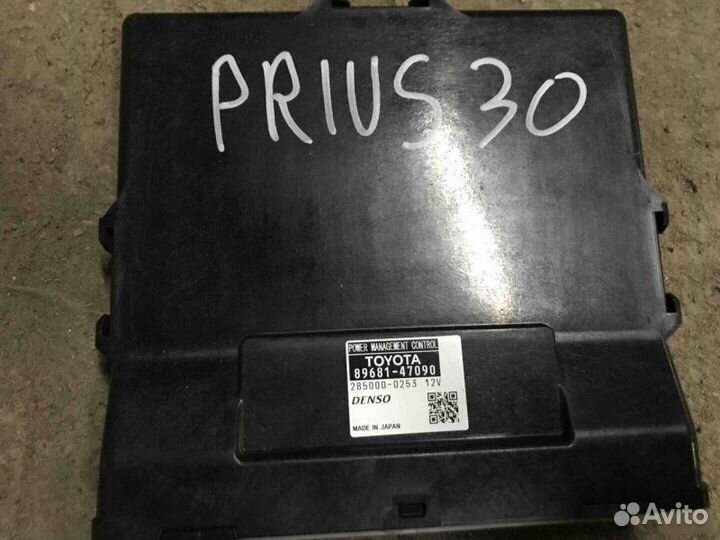 PRIUS 30
POWER MANAGEMENT CONTROL
TOYOTA
89681-47090
285000-0253 12V
DENSO
MADE IN JAPAN
Avito